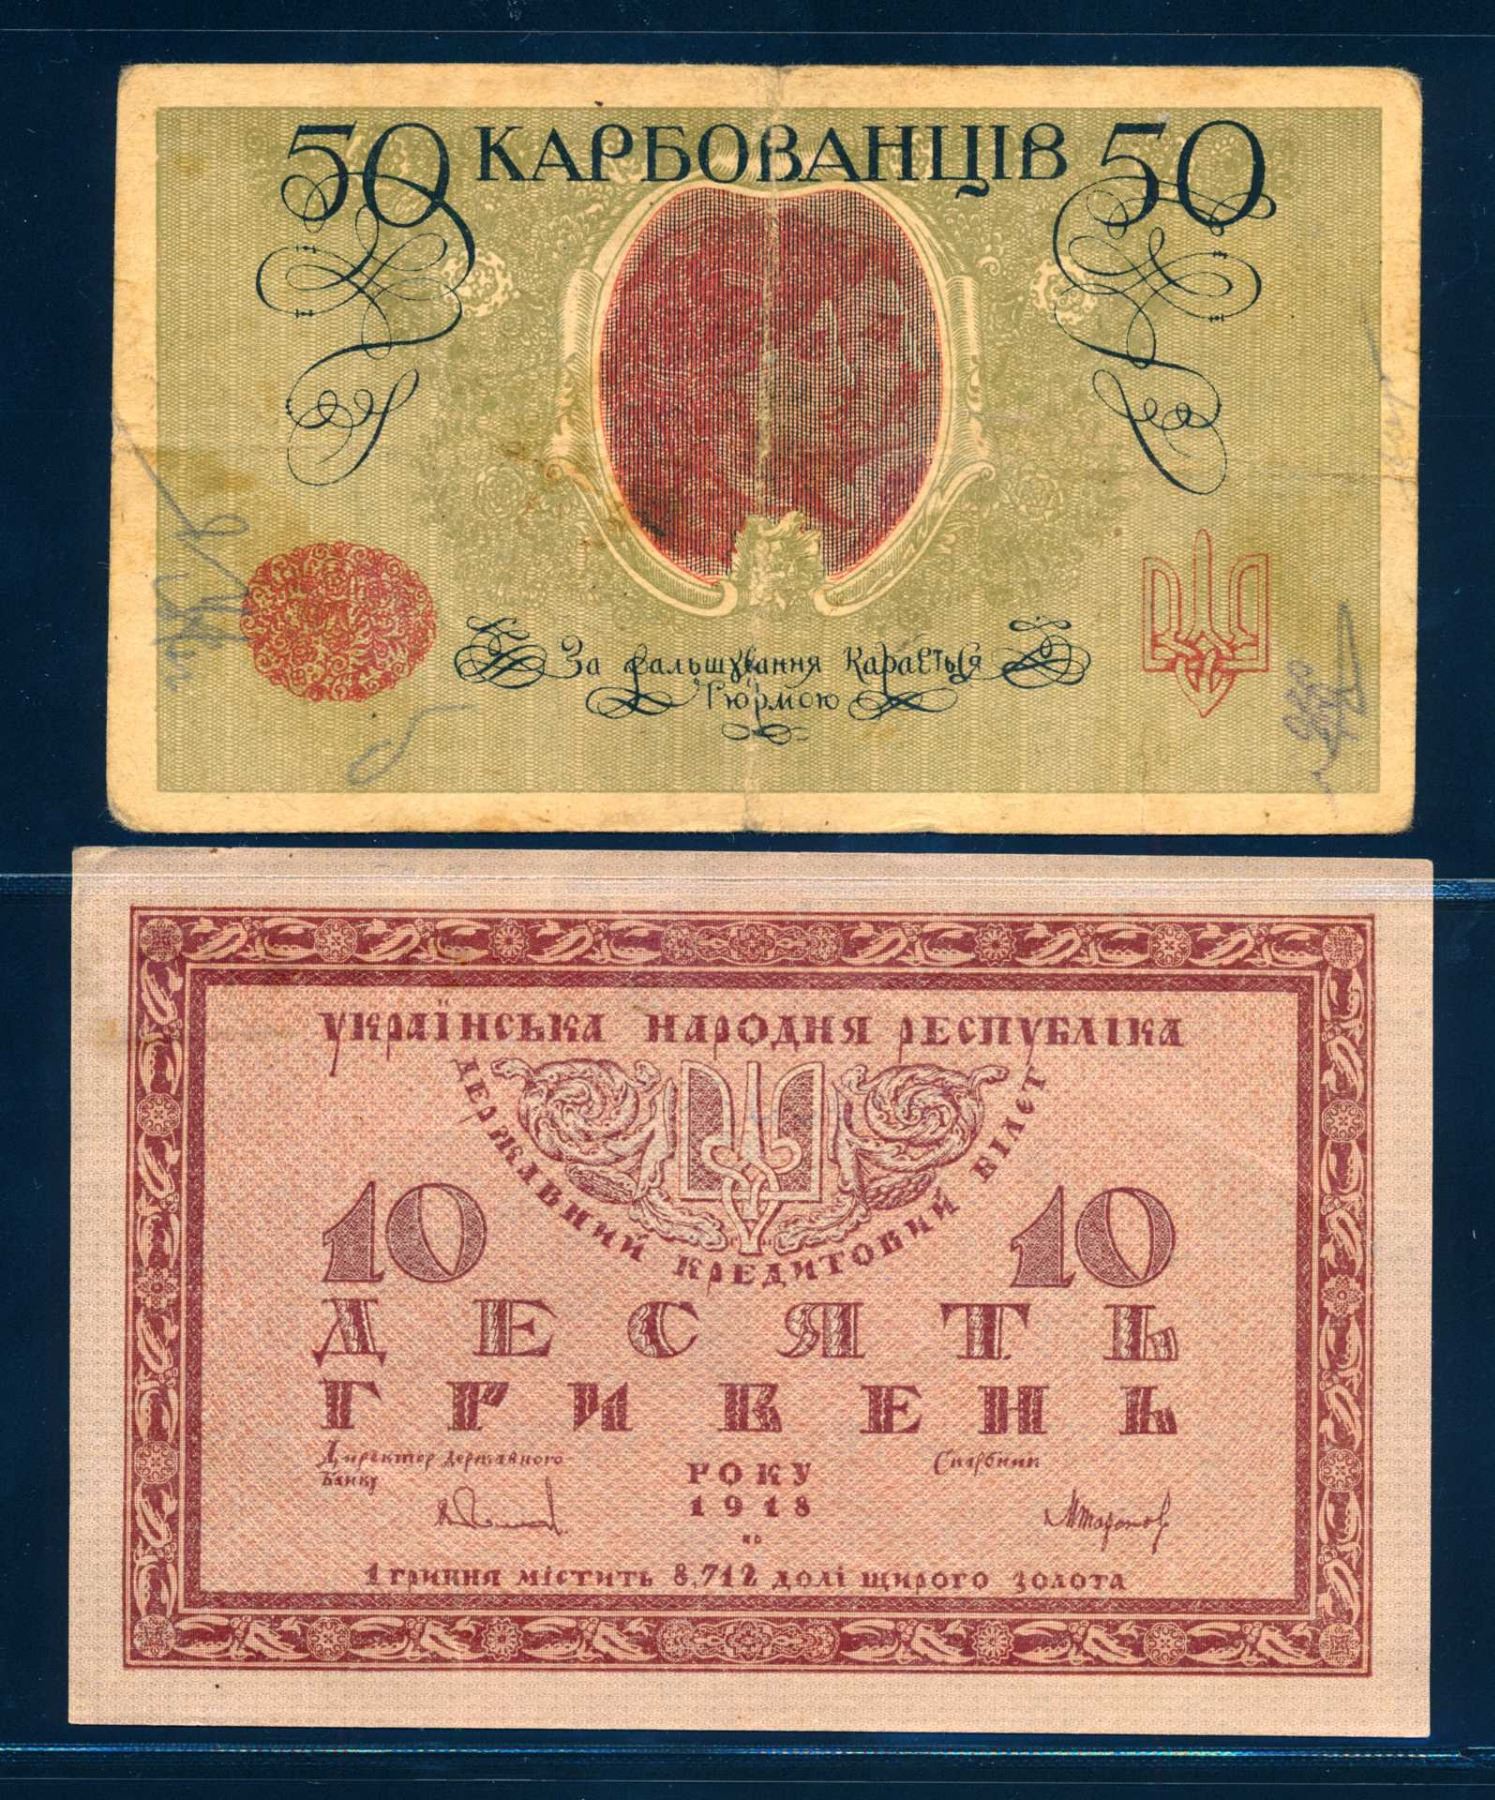 50 КАРБОВАНЦІВ 50
За фальшування Карається
Тюрмою
УКРАЇНСЬКА НАРОДНЯ РЕСПУБЛІКА
ДЕРЖАВНИЙ КРЕДИТОВИЙ БІЛЕТ
10 10
ДЕСЯТЬ
ГРИВЕНЬ
Директор державного
банку
Скарбник
РОКУ
1918
1 гривня містить 8,712 долі щирого золота